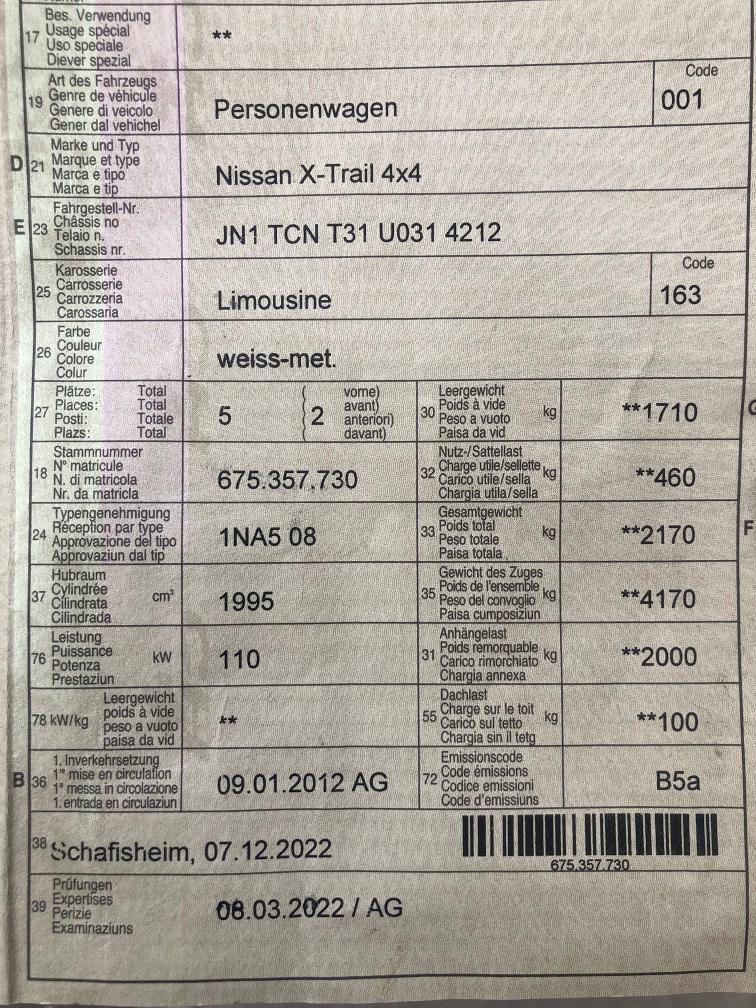 17 Bes. Verwendung
Usage spécial
Uso speciale
Diever spezial
**
19 Art des Fahrzeugs
Genre de véhicule
Genere di veicolo
Gener dal vehichel
Personenwagen
Code
001
D 21 Marke und Typ
Marque et type
Marca e tipo
Marca e tip
Nissan X-Trail 4x4
E 23 Fahrgestell-Nr.
Châssis no
Telaio n.
Schassis nr.
JN1 TCN T31 U031 4212
25 Karosserie
Carrosserie
Carrozzeria
Carossaria
Limousine
Code
163
26 Farbe
Couleur
Colore
Colur
weiss-met.
27 Plätze: Total
Places: Total
Posti: Totale
Plazs: Total
5
2
vorne)
avant)
anteriori)
davant)
30 Leergewicht
Poids à vide
Peso a vuoto
Paisa da vid
kg
**1710
G
18 Stammnummer
N° matricule
N. di matricola
Nr. da matricla
675.357.730
32 Nutz-/Sattellast
Charge utile/sellette
Carico utile/sella
Chargia utila/sella
kg
**460
24 Typengenehmigung
Réception par type
Approvazione del tipo
Approvaziun dal tip
1NA5 08
33 Gesamtgewicht
Poids total
Peso totale
Paisa totala
kg
**2170
F
37 Hubraum
Cylindrée
Cilindrata
Cilindrada
cm³
1995
35 Gewicht des Zuges
Poids de l'ensemble
Peso del convoglio
Paisa cumposiziun
kg
**4170
76 Leistung
Puissance
Potenza
Prestaziun
kW
110
31 Anhängelast
Poids remorquable
Carico rimorchiato
Chargia annexa
kg
**2000
78 kW/kg
Leergewicht
poids à vide
peso a vuoto
paisa da vid
**
55 Dachlast
Charge sur le toit
Carico sul tetto
Chargia sin il tetg
kg
**100
B 36 1. Inverkehrsetzung
1re mise en circulation
1a messa in circolazione
1. entrada en circulaziun
09.01.2012 AG
72 Emissionscode
Code émissions
Codice emissioni
Code d'emissiuns
B5a
38 Schafisheim, 07.12.2022
675.357.730
39 Prüfungen
Expertises
Perizie
Examinaziuns
08.03.2022 / AG